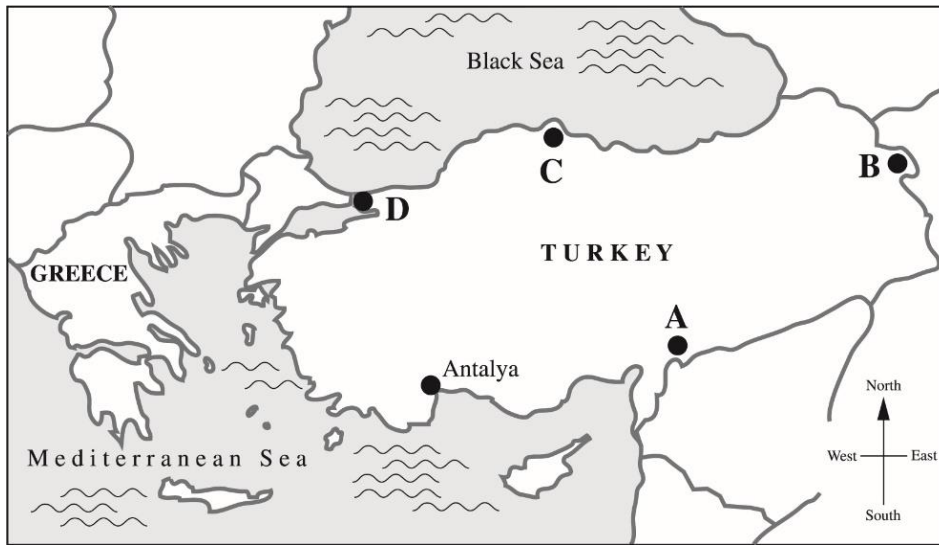 Black Sea
C
B
D
TURKEY
GREECE
A
Antalya
North
West
East
South
Mediterranean Sea